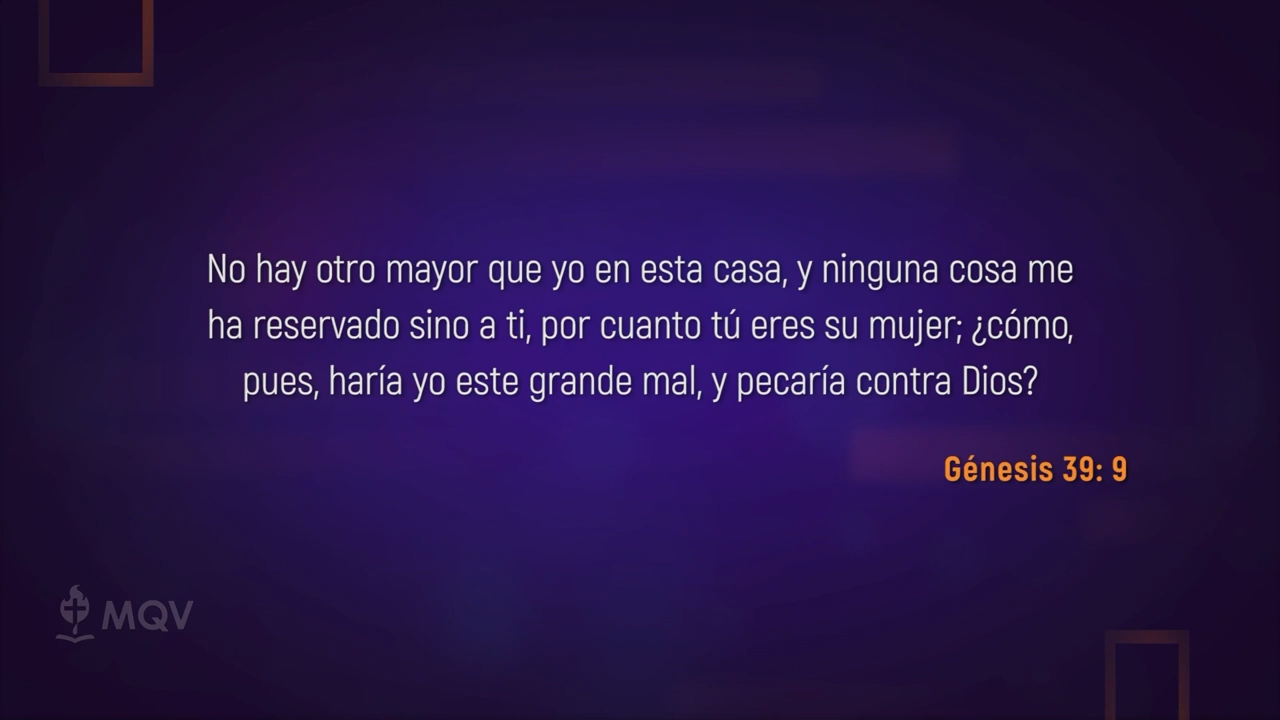 No hay otro mayor que yo en esta casa, y ninguna cosa me
ha reservado sino a ti, por cuanto tú eres su mujer; ¿cómo,
pues, haría yo este grande mal, y pecaría contra Dios?
Génesis 39: 9
MQV